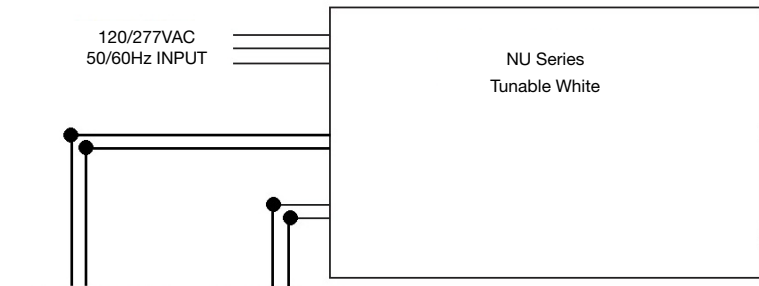 120/277VAC
50/60Hz INPUT
NU Series
Tunable White